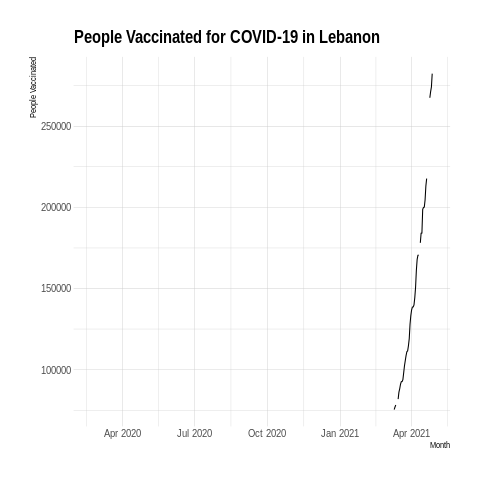 People Vaccinated for COVID-19 in Lebanon
People Vaccinated
250000
200000
150000
100000
Apr 2020 Jul 2020 Oct 2020 Jan 2021 Apr 2021
Month